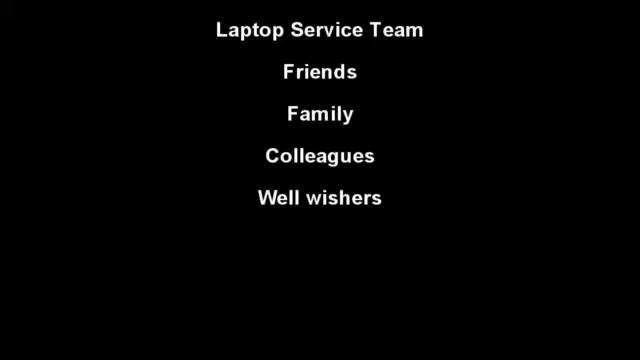 Laptop Service Team
Friends
Family
Colleagues
Well wishers